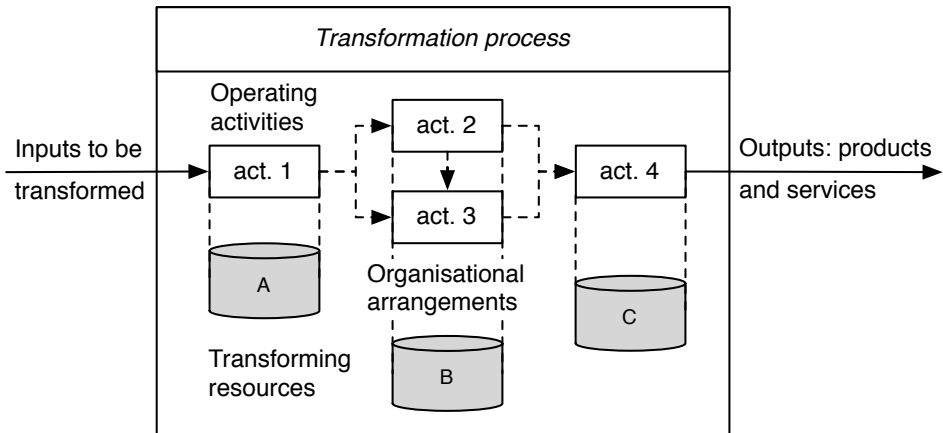 Transformation process
Operating
activities
act. 2
Inputs to be
transformed
act. 1
act. 4
Outputs: products
and services
act. 3
A
Organisational
arrangements
C
Transforming
resources
B